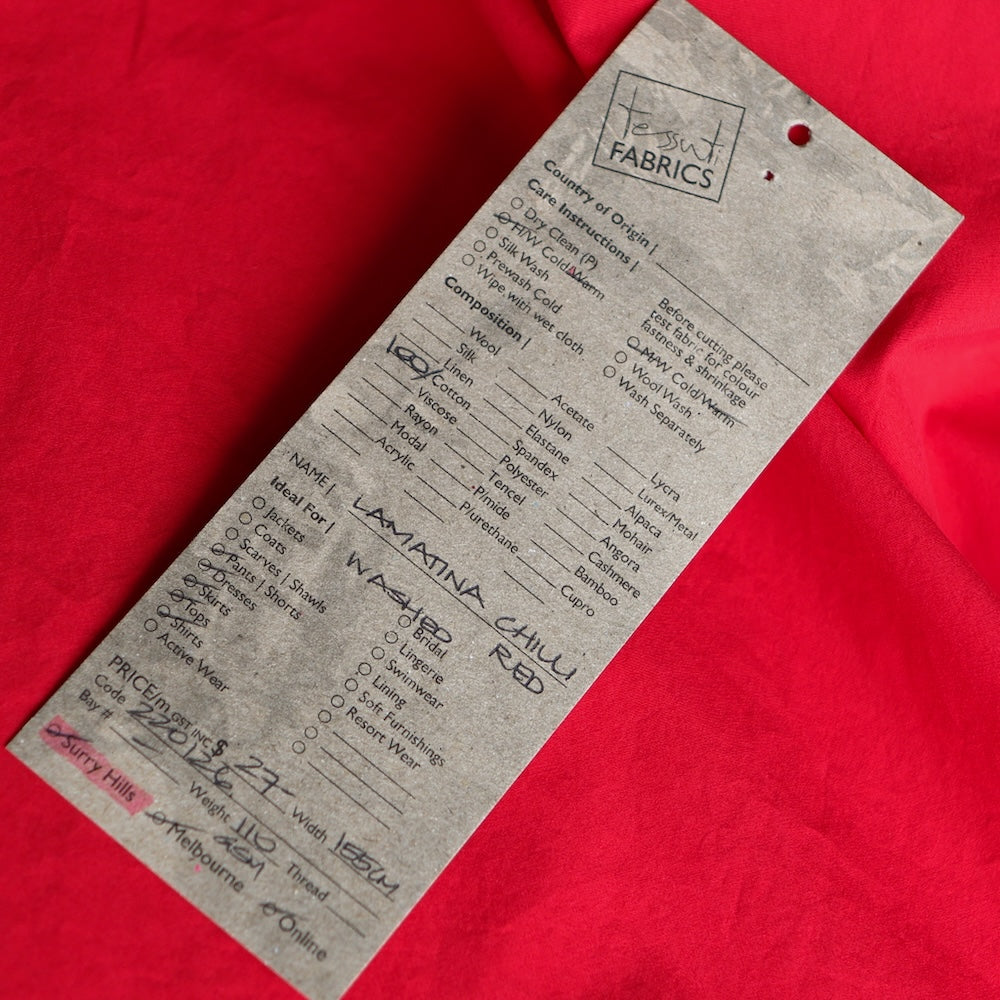 tessuti
FABRICS
Country of Origin |
Care Instructions |
Dry Clean (P)
H/W Cold/Warm
Silk Wash
Prewash Cold
Wipe with wet cloth
Before cutting please
test fabric for colour
fastness & shrinkage
M/W Cold/Warm
Wool Wash
Wash Separately
Composition |
Wool
Silk
Linen
100/ Cotton
Viscose
Rayon
Modal
Acrylic
Acetate
Nylon
Elastane
Spandex
Polyester
Tencel
P/mide
P/urethane
Lycra
Lurex/Metal
Alpaca
Mohair
Angora
Cashmere
Bamboo
Cupro
NAME | LAMATINA CHILLI
WASHED RED
Ideal For |
Jackets
Coats
Scarves | Shawls
Pants | Shorts
Dresses
Skirts
Tops
Shirts
Active Wear
Bridal
Lingerie
Swimwear
Lining
Soft Furnishings
Resort Wear
PRICE/m GST INC $ 27- Width 155CM
Code 220126 Weight 110 GSM Thread
Bay #
Surry Hills
Melbourne
Online